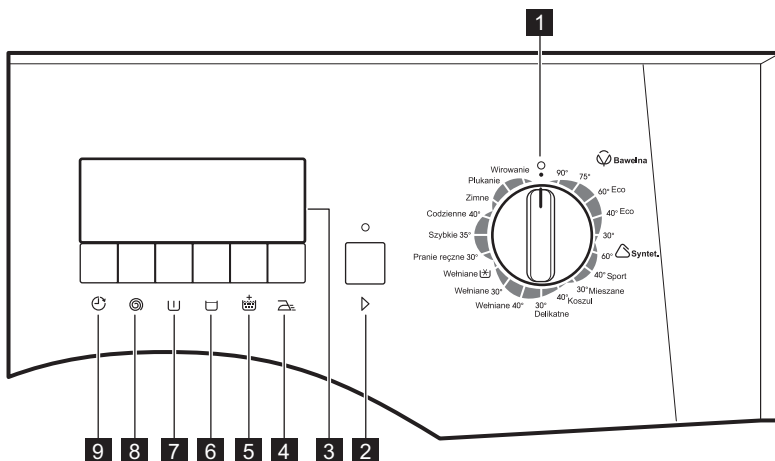 1
Bawełna
Wirowanie
90°
75°
Płukanie
60° Eco
Zimne
40° Eco
Codzienne 40°
30°
Szybkie 35°
60° Syntet.
Pranie ręczne 30°
40° Sport
Wełniane
30° Mieszane
Wełniane 30°
40° Koszul
Wełniane 40°
30° Delikatne
9 8 7 6 5 4 3 2